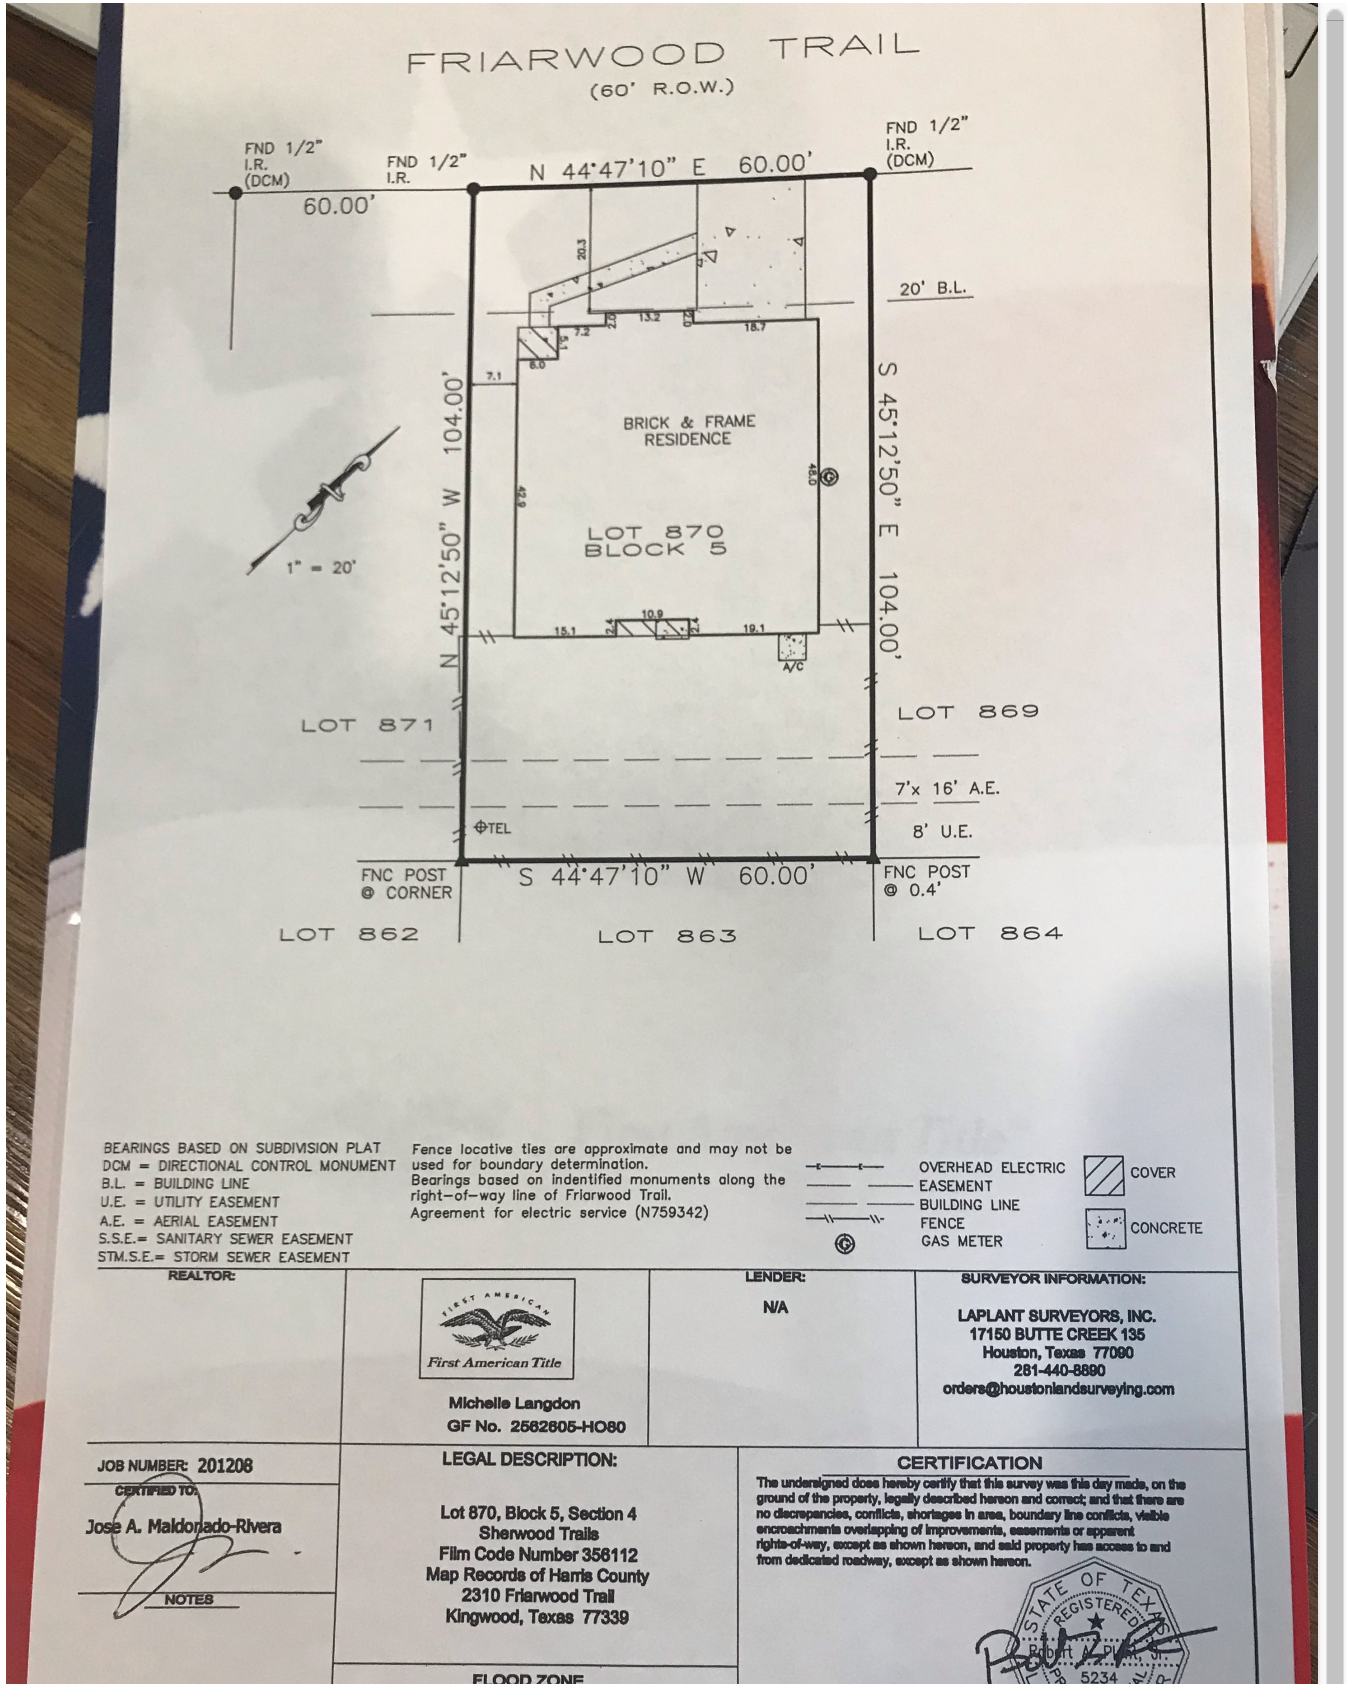 FRIARWOOD TRAIL
(60' R.O.W.)
FND 1/2"
I.R.
(DCM)
FND 1/2"
I.R.
N 44°47'10" E 60.00'
FND 1/2"
I.R.
(DCM)
60.00'
20.3
20' B.L.
7.2
2.0
13.2
2.0
18.7
5.1
6.0
7.1
N 45°12'50" W 104.00'
S 45°12'50" E 104.00'
BRICK & FRAME
RESIDENCE
42.9
48.0
G
LOT 870
BLOCK 5
1" = 20'
15.1
2.4
10.9
2.4
19.1
A/C
LOT 871
LOT 869
7'x 16' A.E.
TEL
8' U.E.
FNC POST
@ CORNER
S 44°47'10" W 60.00'
FNC POST
@ 0.4'
LOT 862
LOT 863
LOT 864
BEARINGS BASED ON SUBDIVISION PLAT
DCM = DIRECTIONAL CONTROL MONUMENT
B.L. = BUILDING LINE
U.E. = UTILITY EASEMENT
A.E. = AERIAL EASEMENT
S.S.E.= SANITARY SEWER EASEMENT
STM.S.E.= STORM SEWER EASEMENT
Fence locative ties are approximate and may not be
used for boundary determination.
Bearings based on indentified monuments along the
right-of-way line of Friarwood Trail.
Agreement for electric service (N759342)
OVERHEAD ELECTRIC
EASEMENT
BUILDING LINE
FENCE
GAS METER
COVER
CONCRETE
REALTOR:
FIRST AMERICAN
First American Title
Michelle Langdon
GF No. 2562605-HO80
LENDER:
N/A
SURVEYOR INFORMATION:
LAPLANT SURVEYORS, INC.
17150 BUTTE CREEK 135
Houston, Texas 77090
281-440-8890
orders@houstonlandsurveying.com
JOB NUMBER: 201208
CERTIFIED TO:
Jose A. Maldonado-Rivera
NOTES
LEGAL DESCRIPTION:
Lot 870, Block 5, Section 4
Sherwood Trails
Film Code Number 356112
Map Records of Harris County
2310 Friarwood Trail
Kingwood, Texas 77339
FLOOD ZONE
CERTIFICATION
The undersigned does hereby certify that this survey was this day made, on the
ground of the property, legally described hereon and correct; and that there are
no discrepancies, conflicts, shortages in area, boundary line conflicts, visible
encroachments overlapping of improvements, easements or apparent
rights-of-way, except as shown hereon, and said property has access to and
from dedicated roadway, except as shown hereon.
STATE OF TEXAS
REGISTERED
Robert A.
5234